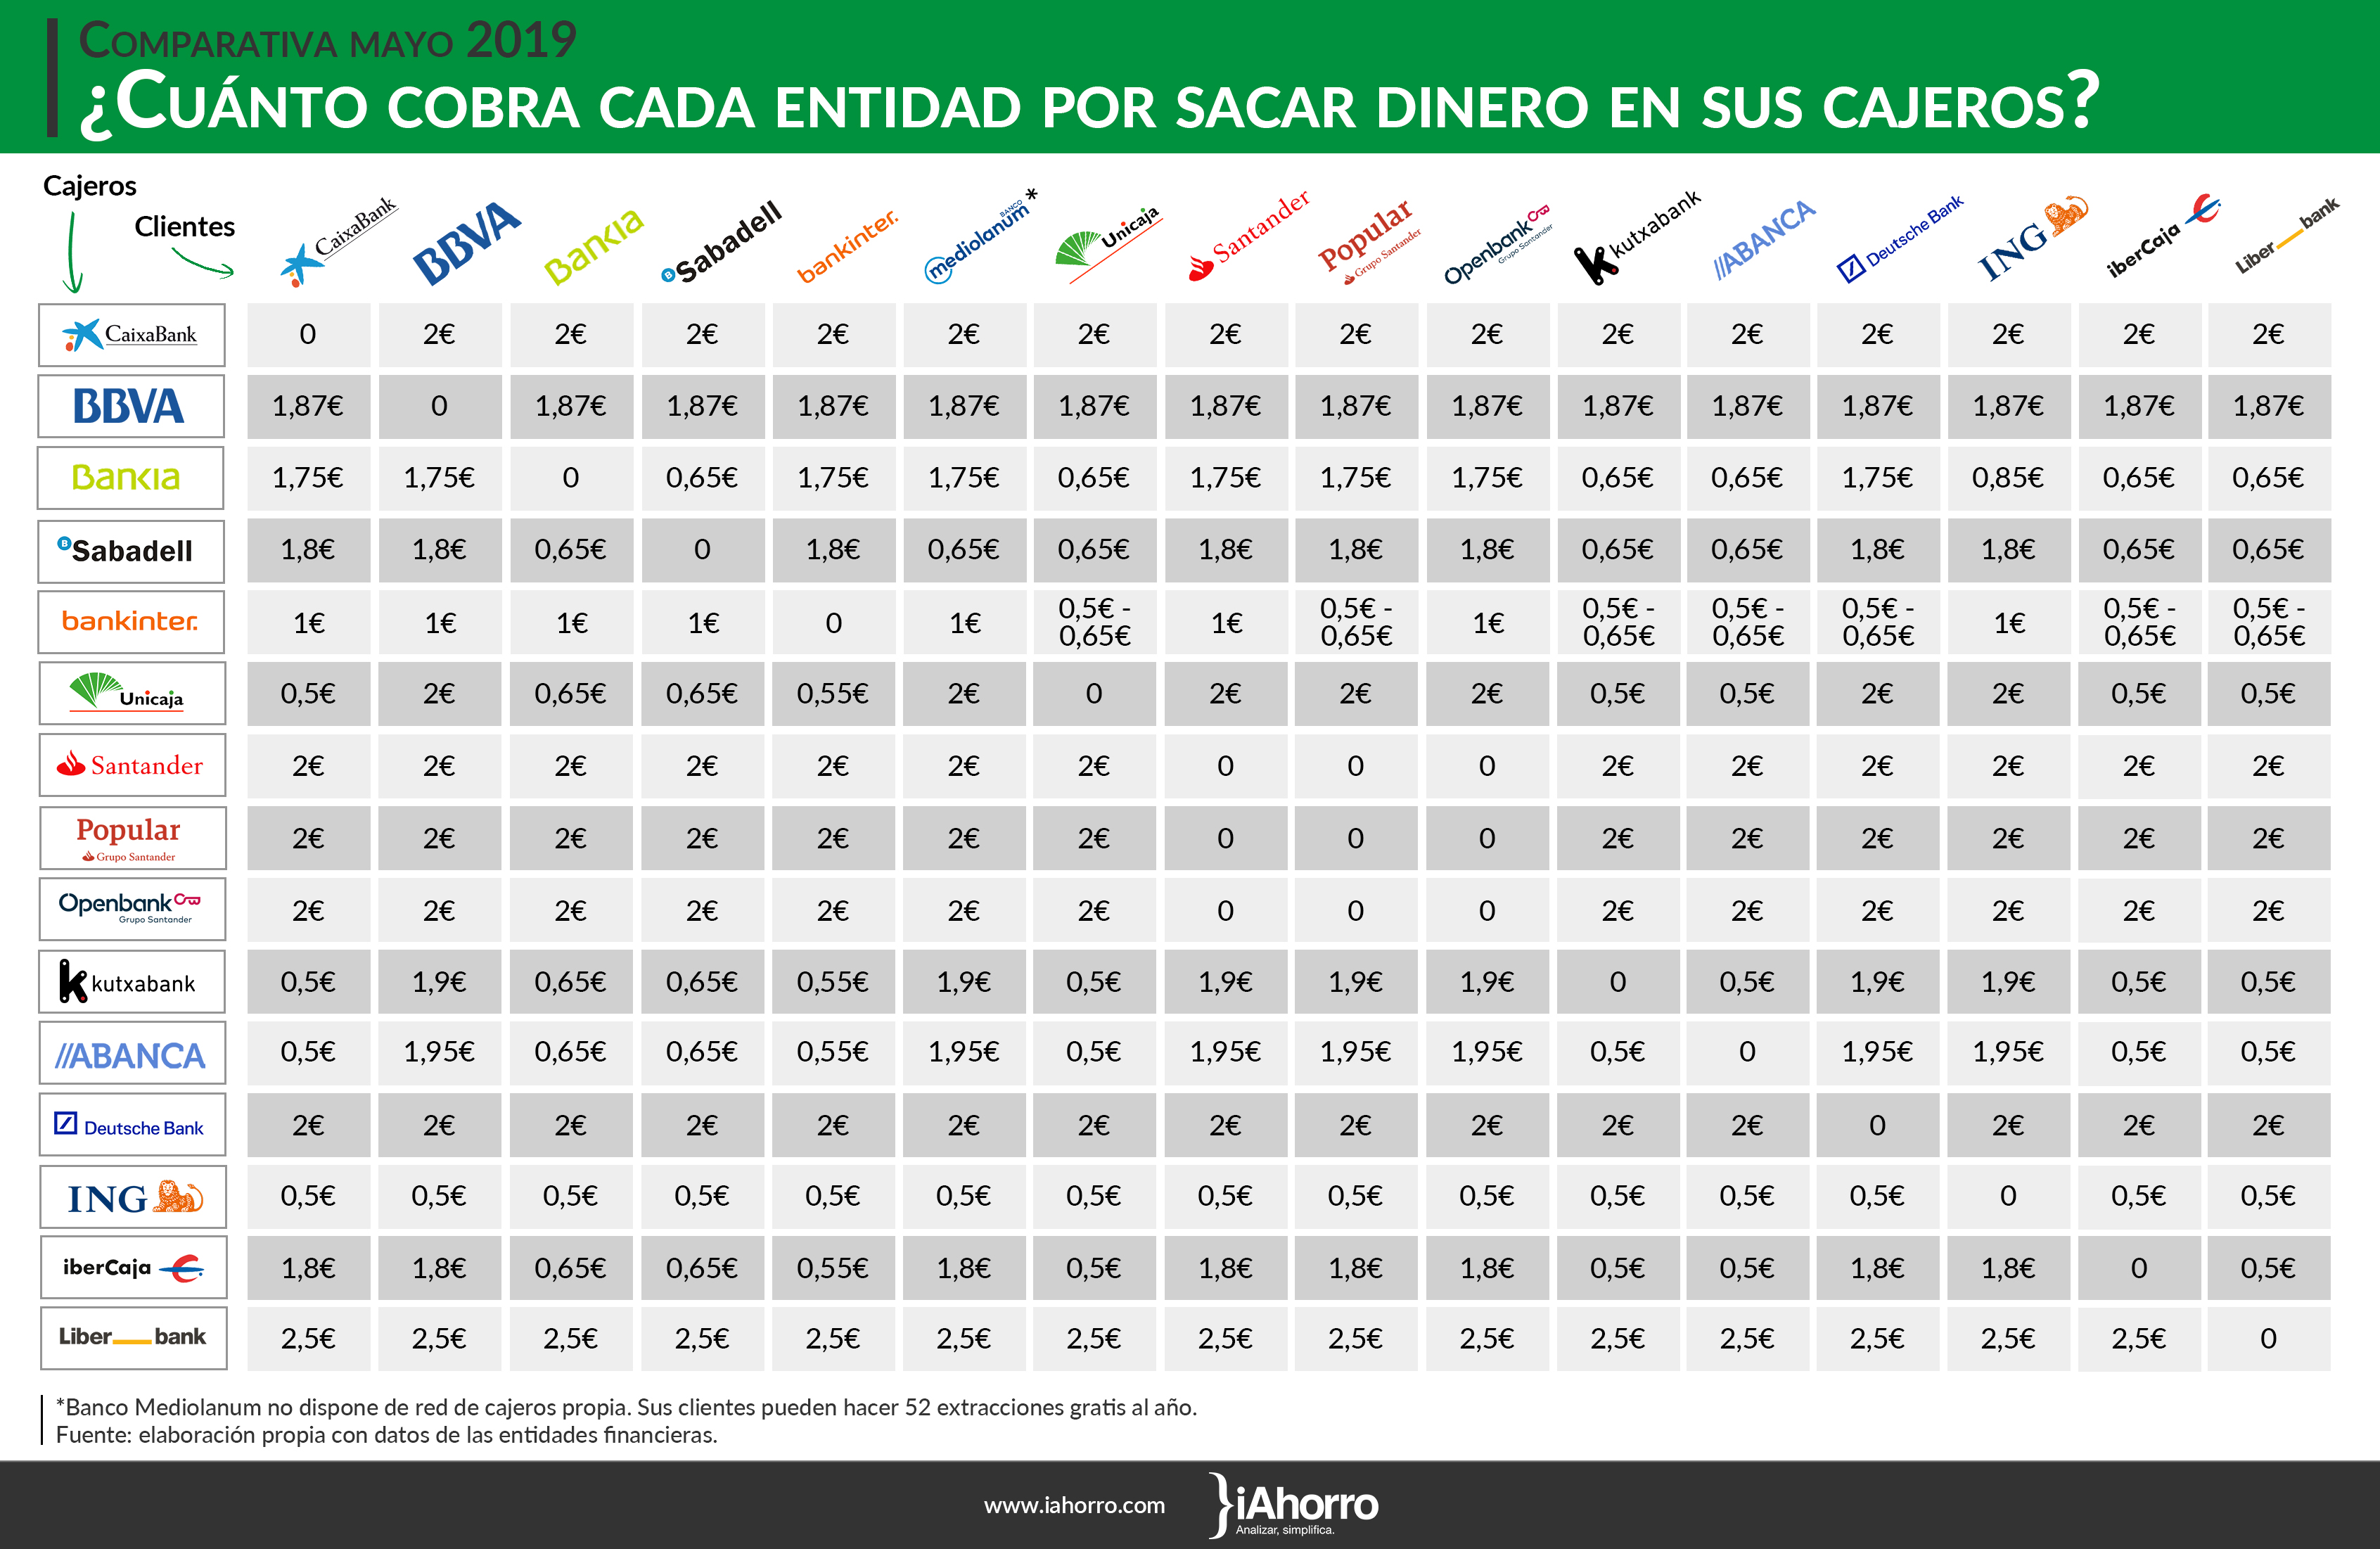 Comparativa mayo 2019
¿Cuánto cobra cada entidad por sacar dinero en sus cajeros?
Cajeros
Clientes
CaixaBank BBVA Bankia Sabadell bankinter. BANCO mediolanum* Unicaja Santander Popular Grupo Santander Openbank Grupo Santander kutxabank //ABANCA Deutsche Bank ING iberCaja Liber__bank
CaixaBank 0 2€ 2€ 2€ 2€ 2€ 2€ 2€ 2€ 2€ 2€ 2€ 2€ 2€ 2€ 2€
BBVA 1,87€ 0 1,87€ 1,87€ 1,87€ 1,87€ 1,87€ 1,87€ 1,87€ 1,87€ 1,87€ 1,87€ 1,87€ 1,87€ 1,87€ 1,87€
Bankia 1,75€ 1,75€ 0 0,65€ 1,75€ 1,75€ 0,65€ 1,75€ 1,75€ 1,75€ 0,65€ 0,65€ 1,75€ 0,85€ 0,65€ 0,65€
B Sabadell 1,8€ 1,8€ 0,65€ 0 1,8€ 0,65€ 0,65€ 1,8€ 1,8€ 1,8€ 0,65€ 0,65€ 1,8€ 1,8€ 0,65€ 0,65€
bankinter. 1€ 1€ 1€ 1€ 0 1€ 0,5€ - 0,65€ 1€ 0,5€ - 0,65€ 1€ 0,5€ - 0,65€ 0,5€ - 0,65€ 0,5€ - 0,65€ 1€ 0,5€ - 0,65€ 0,5€ - 0,65€
Unicaja 0,5€ 2€ 0,65€ 0,65€ 0,55€ 2€ 0 2€ 2€ 2€ 0,5€ 0,5€ 2€ 2€ 0,5€ 0,5€
Santander 2€ 2€ 2€ 2€ 2€ 2€ 2€ 0 0 0 2€ 2€ 2€ 2€ 2€ 2€
Popular Grupo Santander 2€ 2€ 2€ 2€ 2€ 2€ 2€ 0 0 0 2€ 2€ 2€ 2€ 2€ 2€
Openbank Grupo Santander 2€ 2€ 2€ 2€ 2€ 2€ 2€ 0 0 0 2€ 2€ 2€ 2€ 2€ 2€
kutxabank 0,5€ 1,9€ 0,65€ 0,65€ 0,55€ 1,9€ 0,5€ 1,9€ 1,9€ 1,9€ 0 0,5€ 1,9€ 1,9€ 0,5€ 0,5€
//ABANCA 0,5€ 1,95€ 0,65€ 0,65€ 0,55€ 1,95€ 0,5€ 1,95€ 1,95€ 1,95€ 0,5€ 0 1,95€ 1,95€ 0,5€ 0,5€
Deutsche Bank 2€ 2€ 2€ 2€ 2€ 2€ 2€ 2€ 2€ 2€ 2€ 2€ 0 2€ 2€ 2€
ING 0,5€ 0,5€ 0,5€ 0,5€ 0,5€ 0,5€ 0,5€ 0,5€ 0,5€ 0,5€ 0,5€ 0,5€ 0,5€ 0 0,5€ 0,5€
iberCaja 1,8€ 1,8€ 0,65€ 0,65€ 0,55€ 1,8€ 0,5€ 1,8€ 1,8€ 1,8€ 0,5€ 0,5€ 1,8€ 1,8€ 0 0,5€
Liber__bank 2,5€ 2,5€ 2,5€ 2,5€ 2,5€ 2,5€ 2,5€ 2,5€ 2,5€ 2,5€ 2,5€ 2,5€ 2,5€ 2,5€ 2,5€ 0
*Banco Mediolanum no dispone de red de cajeros propia. Sus clientes pueden hacer 52 extracciones gratis al año.
Fuente: elaboración propia con datos de las entidades financieras.
www.iahorro.com
}iAhorro
Analizar, simplifica.